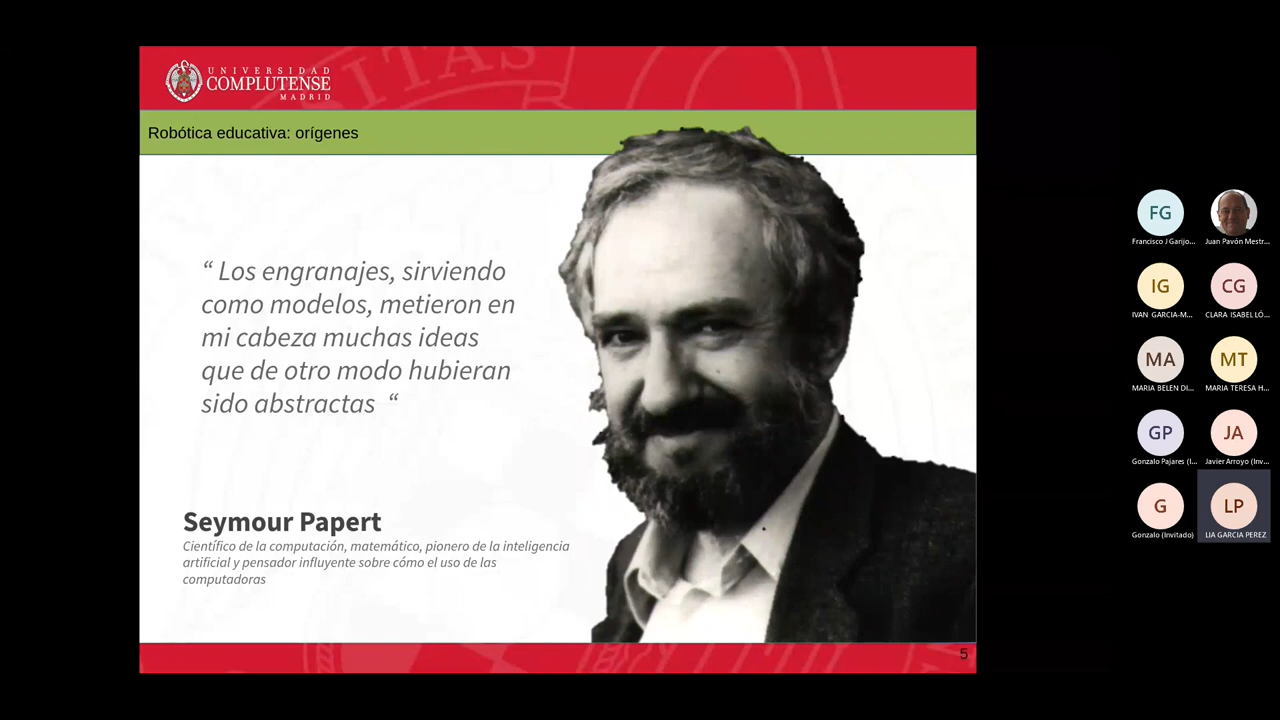 UNIVERSIDAD
COMPLUTENSE
MADRID
Robótica educativa: orígenes
“ Los engranajes, sirviendo
como modelos, metieron en
mi cabeza muchas ideas
que de otro modo hubieran
sido abstractas “
Seymour Papert
Científico de la computación, matemático, pionero de la inteligencia
artificial y pensador influyente sobre cómo el uso de las
computadoras
5
FG
Francisco J Garijo...
Juan Pavón Mestr...
IG
IVAN GARCIA-M...
CG
CLARA ISABEL LÓ...
MA
MARIA BELEN DI...
MT
MARIA TERESA H...
GP
Gonzalo Pajares (I...
JA
Javier Arroyo (Inv...
G
Gonzalo (Invitado)
LP
LIA GARCIA PEREZ